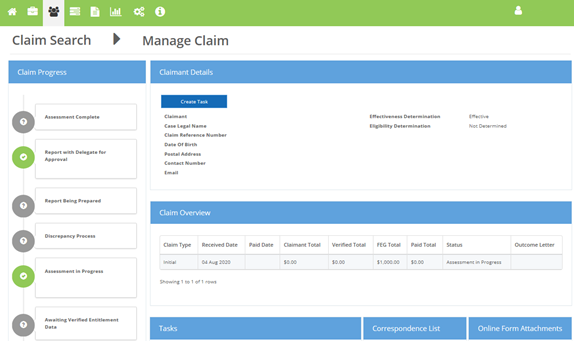 Claim Search Manage Claim
Claim Progress
Assessment Complete
Report with Delegate for
Approval
Report Being Prepared
Discrepancy Process
Assessment in Progress
Awaiting Verified Entitlement
Data
Claimant Details
Create Task
Claimant
Case Legal Name
Claim Reference Number
Date Of Birth
Postal Address
Contact Number
Email
Effectiveness Determination Effective
Eligibility Determination Not Determined
Claim Overview
Claim Type Received Date Paid Date Claimant Total Verified Total FEG Total Paid Total Status Outcome Letter
Initial 04 Aug 2020 $0.00 $0.00 $1,000.00 $0.00 Assessment in Progress
Showing 1 to 1 of 1 rows
Tasks
Correspondence List
Online Form Attachments